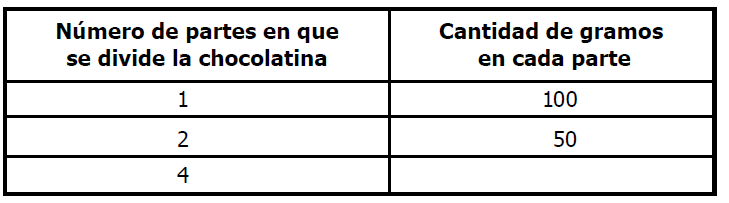 Número de partes en que
se divide la chocolatina
Cantidad de gramos
en cada parte
1 100
2 50
4